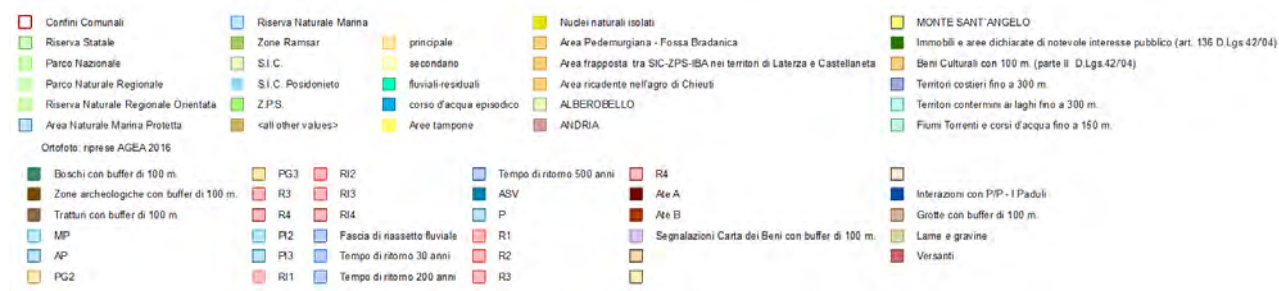 Confini Comunali
Riserva Statale
Parco Nazionale
Parco Naturale Regionale
Riserva Naturale Regionale Orientata
Area Naturale Marina Protetta
Riserva Naturale Marina
Zone Ramsar
S.I.C.
S.I.C. Posidonieto
Z.P.S.
<all other values>
principale
secondario
fluviali-residuali
corso d'acqua episodico
Aree tampone
Nuclei naturali isolati
Area Pedemurgiana - Fossa Bradanica
Area frapposta tra SIC-ZPS-IBA nei territori di Laterza e Castellaneta
Area ricadente nell'agro di Chieuti
ALBEROBELLO
ANDRIA
MONTE SANT'ANGELO
Immobili e aree dichiarate di notevole interesse pubblico (art. 136 D.Lgs 42/04)
Beni Culturali con 100 m. (parte II D.Lgs.42/04)
Territori costieri fino a 300 m.
Territori contermini ai laghi fino a 300 m.
Fiumi Torrenti e corsi d'acqua fino a 150 m.
Ortofoto: riprese AGEA 2016
Boschi con buffer di 100 m.
Zone archeologiche con buffer di 100 m.
Tratturi con buffer di 100 m
MP
AP
PG2
PG3
R3
R4
PI2
PI3
RI1
RI2
RI3
RI4
Fascia di riassetto fluviale
Tempo di ritorno 30 anni
Tempo di ritorno 200 anni
Tempo di ritorno 500 anni
ASV
P
R1
R2
R3
R4
Ate A
Ate B
Segnalazioni Carta dei Beni con buffer di 100 m.
Interazioni con P/P - I Paduli
Grotte con buffer di 100 m.
Lame e gravine
Versanti